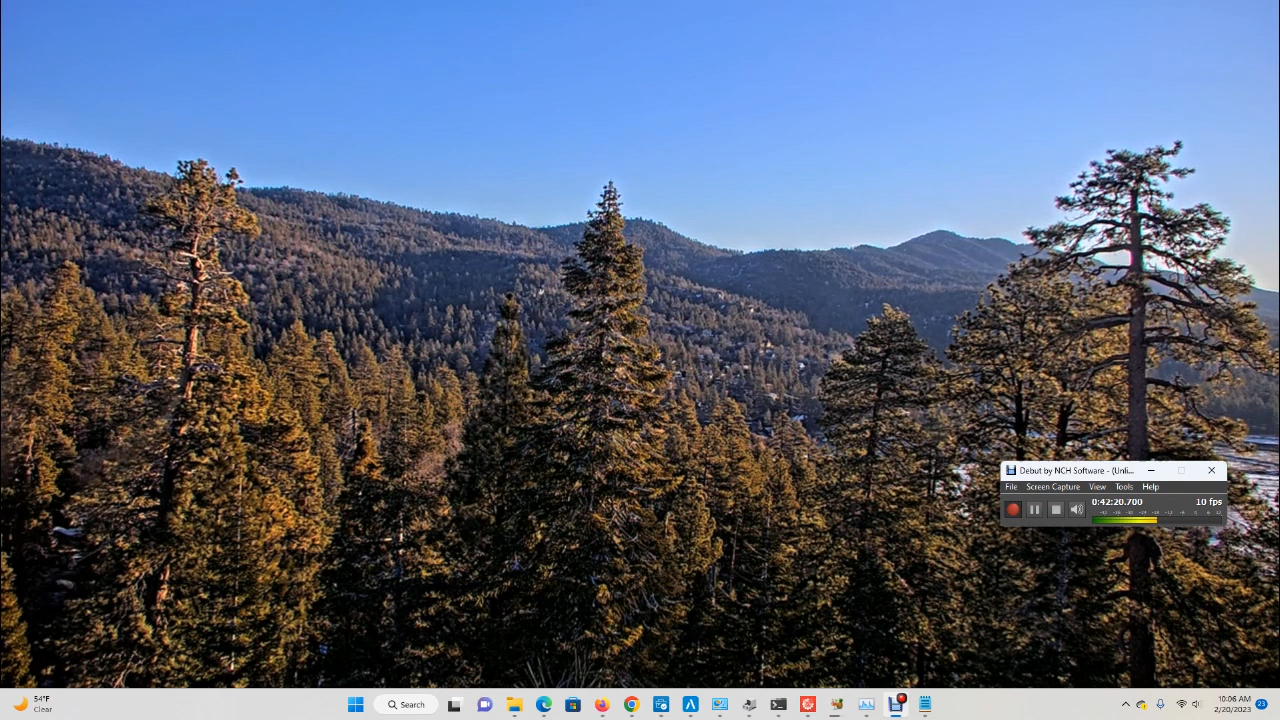 Debut by NCH Software - (Unli...
File Screen Capture View Tools Help
0:42:20.700 10 fps
54°F
Clear
Search
10:06 AM
2/20/2023
23